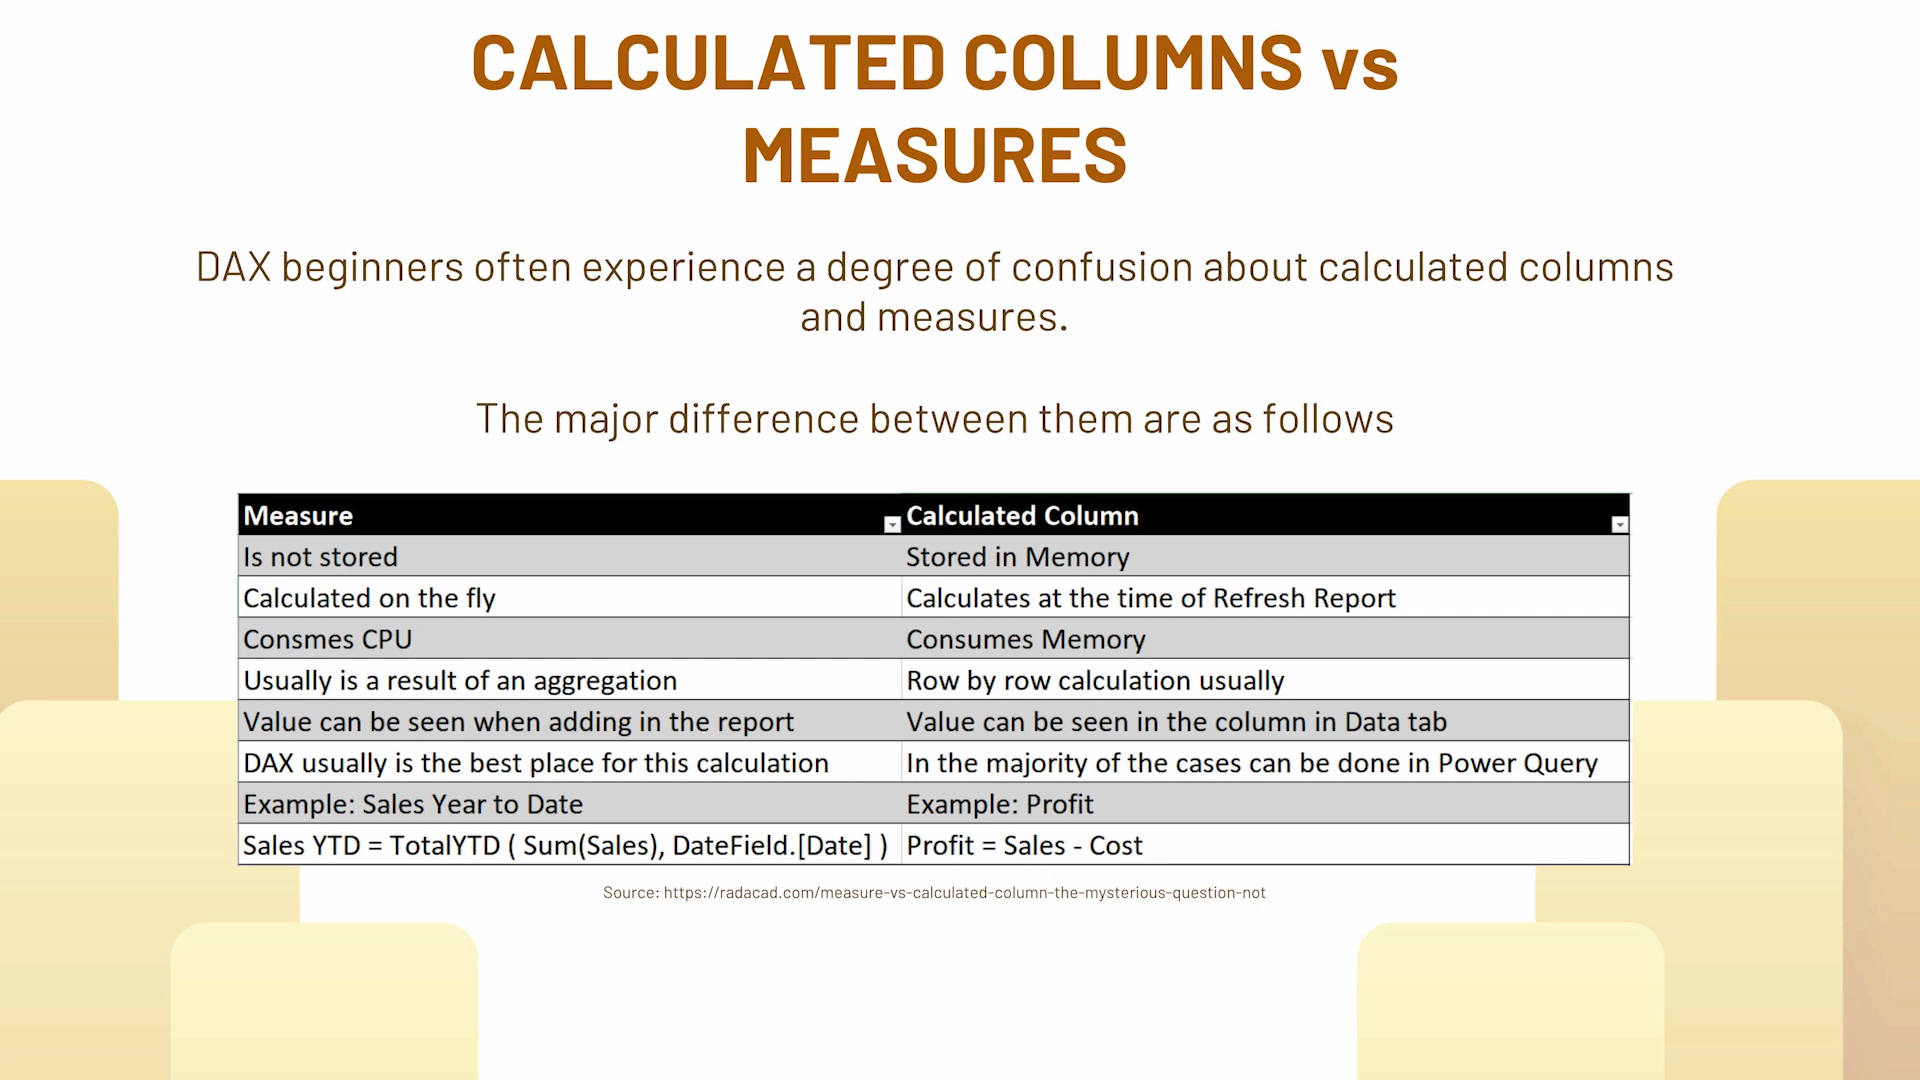 CALCULATED COLUMNS vs
MEASURES
DAX beginners often experience a degree of confusion about calculated columns
and measures.
The major difference between them are as follows
Measure Calculated Column
Is not stored Stored in Memory
Calculated on the fly Calculates at the time of Refresh Report
Consmes CPU Consumes Memory
Usually is a result of an aggregation Row by row calculation usually
Value can be seen when adding in the report Value can be seen in the column in Data tab
DAX usually is the best place for this calculation In the majority of the cases can be done in Power Query
Example: Sales Year to Date Example: Profit
Sales YTD = TotalYTD ( Sum(Sales), DateField.[Date] ) Profit = Sales - Cost
Source: https://radacad.com/measure-vs-calculated-column-the-mysterious-question-not